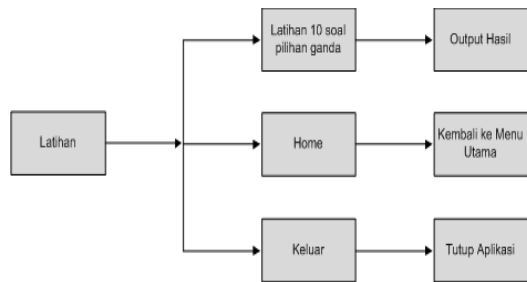 Latihan 10 soal
pilihan ganda
Output Hasil
Latihan
Home
Kembali ke Menu
Utama
Keluar
Tutup Aplikasi